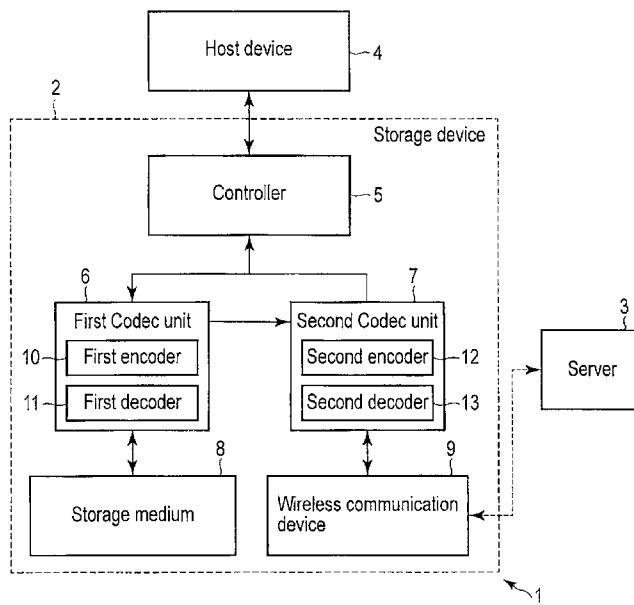 Host device
4
2
Storage device
Controller
5
6
7
First Codec unit
Second Codec unit
3
10
First encoder
Second encoder
12
Server
11
First decoder
Second decoder
13
8
9
Storage medium
Wireless communication
device
1